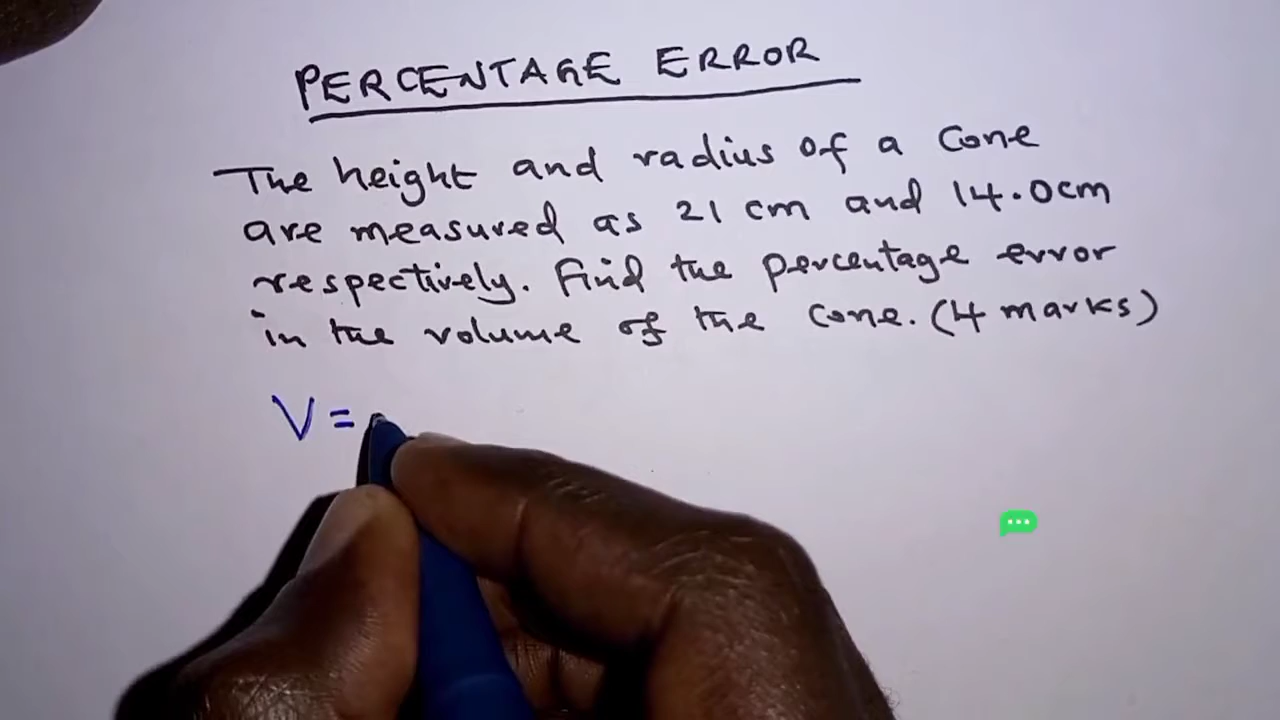 PERCENTAGE ERROR
The height and radius of a Cone
are measured as 21 cm and 14.0cm
respectively. Find the percentage error
in the volume of the cone. (4 marks)
V =